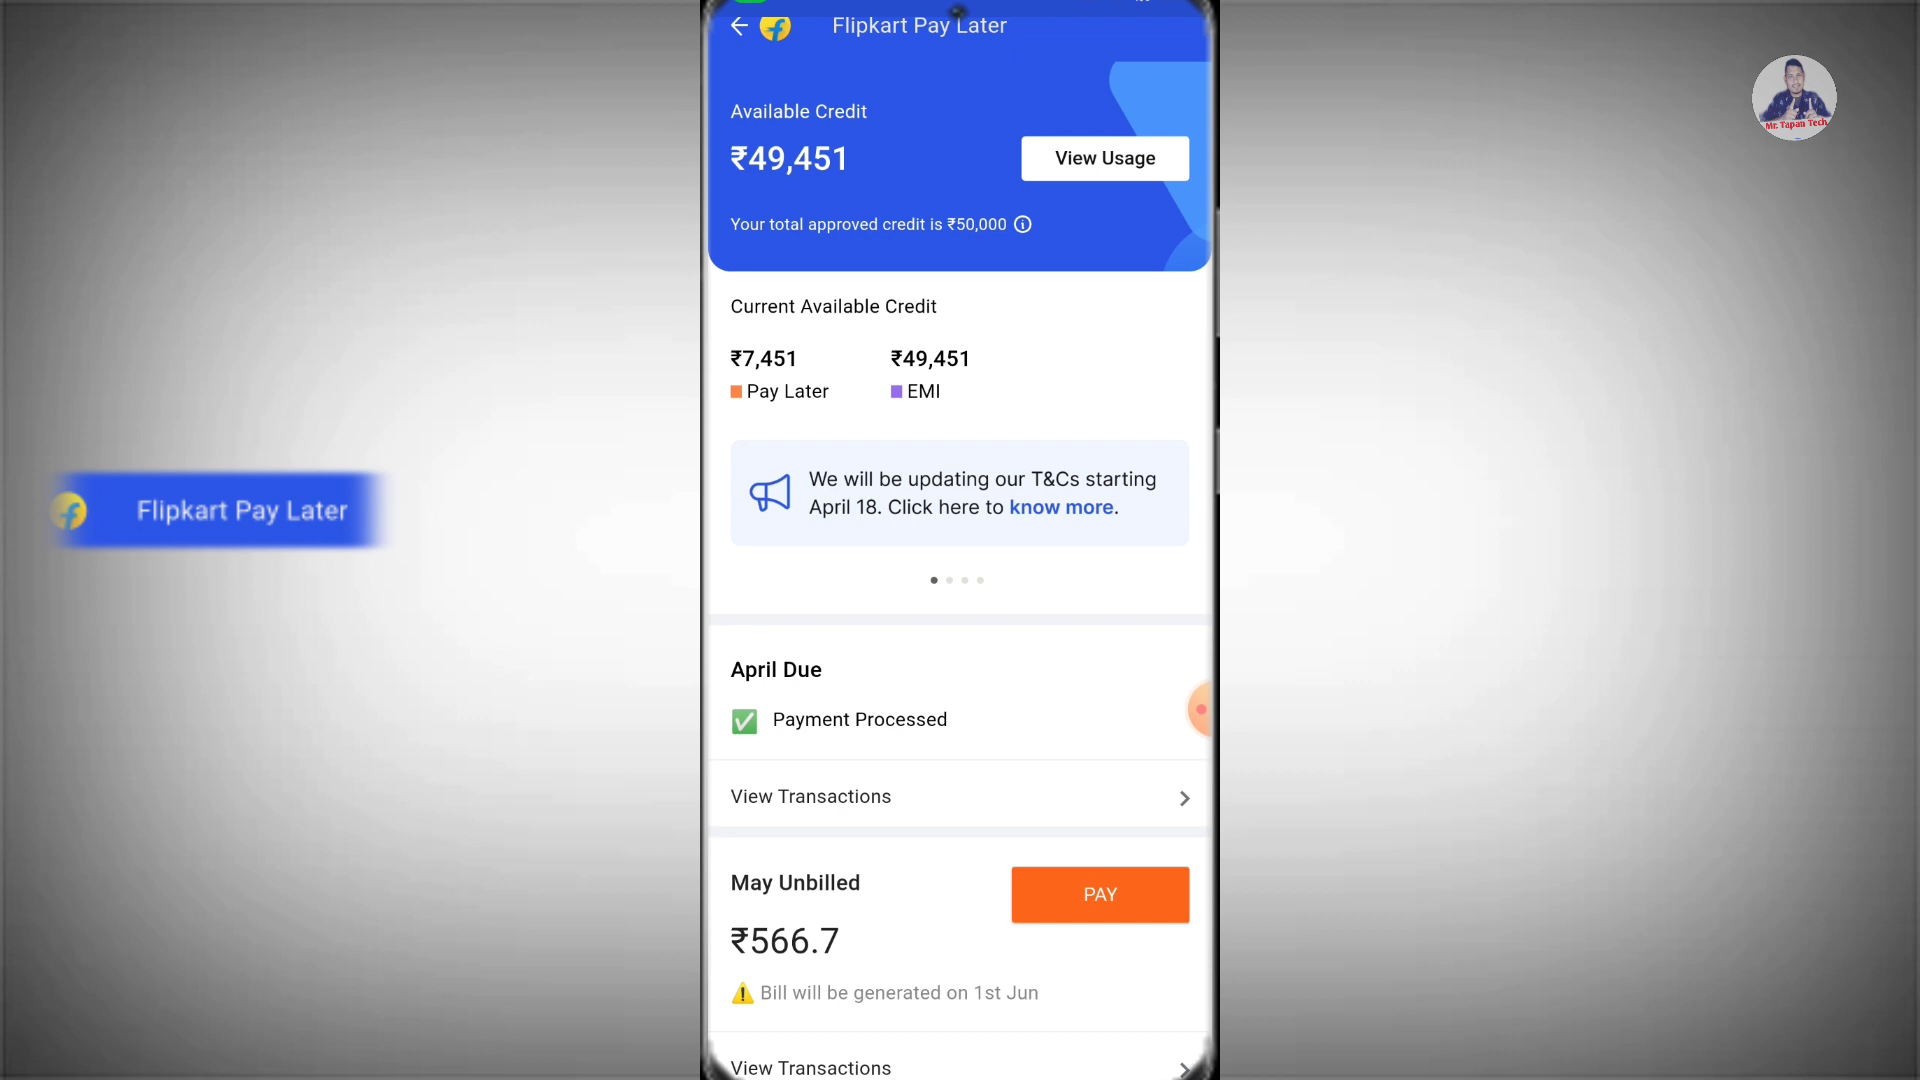 Flipkart Pay Later
Mr. Tapan Tech
Available Credit
₹49,451
View Usage
Your total approved credit is ₹50,000
Current Available Credit
₹7,451
₹49,451
Pay Later
EMI
Flipkart Pay Later
We will be updating our T&Cs starting
April 18. Click here to know more.
April Due
Payment Processed
View Transactions
May Unbilled
PAY
₹566.7
Bill will be generated on 1st Jun
View Transactions